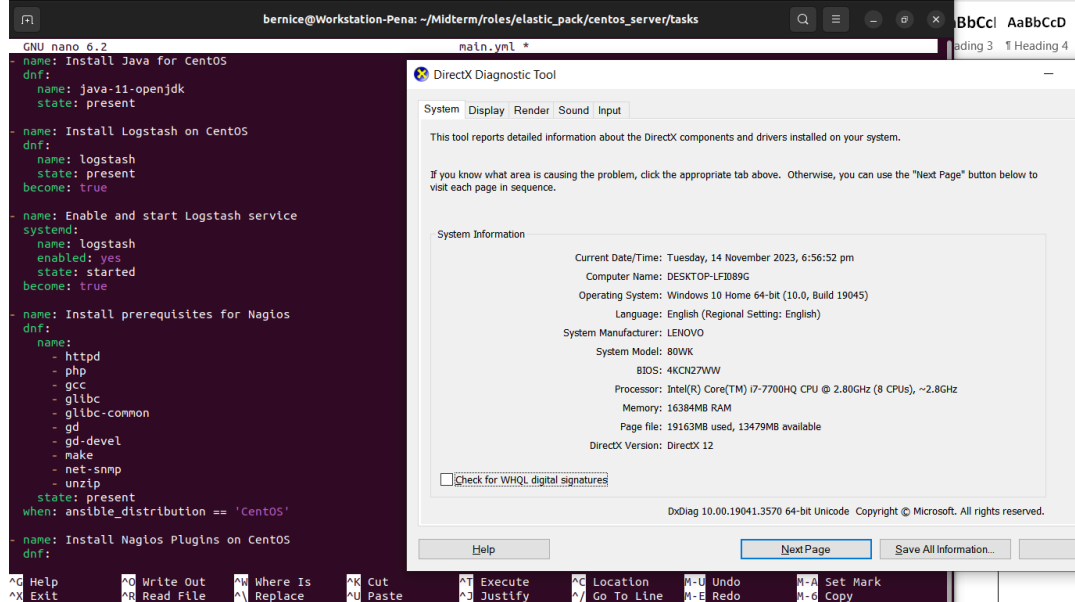 bernice@Workstation-Pena: ~/Midterm/roles/elastic_pack/centos_server/tasks
GNU nano 6.2 main.yml *
- name: Install Java for CentOS
dnf:
name: java-11-openjdk
state: present
- name: Install Logstash on CentOS
dnf:
name: logstash
state: present
become: true
- name: Enable and start Logstash service
systemd:
name: logstash
enabled: yes
state: started
become: true
- name: Install prerequisites for Nagios
dnf:
name:
- httpd
- php
- gcc
- glibc
- glibc-common
- gd
- gd-devel
- make
- net-snmp
- unzip
state: present
when: ansible_distribution == 'CentOS'
- name: Install Nagios Plugins on CentOS
dnf:
^G Help ^O Write Out ^W Where Is ^K Cut ^T Execute ^C Location M-U Undo M-A Set Mark
^X Exit ^R Read File ^\ Replace ^U Paste ^J Justify ^/ Go To Line M-E Redo M-6 Copy
BbCcI AaBbCcD
ading 3 ¶ Heading 4
DirectX Diagnostic Tool
System Display Render Sound Input
This tool reports detailed information about the DirectX components and drivers installed on your system.
If you know what area is causing the problem, click the appropriate tab above. Otherwise, you can use the "Next Page" button below to
visit each page in sequence.
System Information
Current Date/Time: Tuesday, 14 November 2023, 6:56:52 pm
Computer Name: DESKTOP-LFI089G
Operating System: Windows 10 Home 64-bit (10.0, Build 19045)
Language: English (Regional Setting: English)
System Manufacturer: LENOVO
System Model: 80WK
BIOS: 4KCN27WW
Processor: Intel(R) Core(TM) i7-7700HQ CPU @ 2.80GHz (8 CPUs), ~2.8GHz
Memory: 16384MB RAM
Page file: 19163MB used, 13479MB available
DirectX Version: DirectX 12
Check for WHQL digital signatures
DxDiag 10.00.19041.3570 64-bit Unicode Copyright © Microsoft. All rights reserved.
Help Next Page Save All Information...